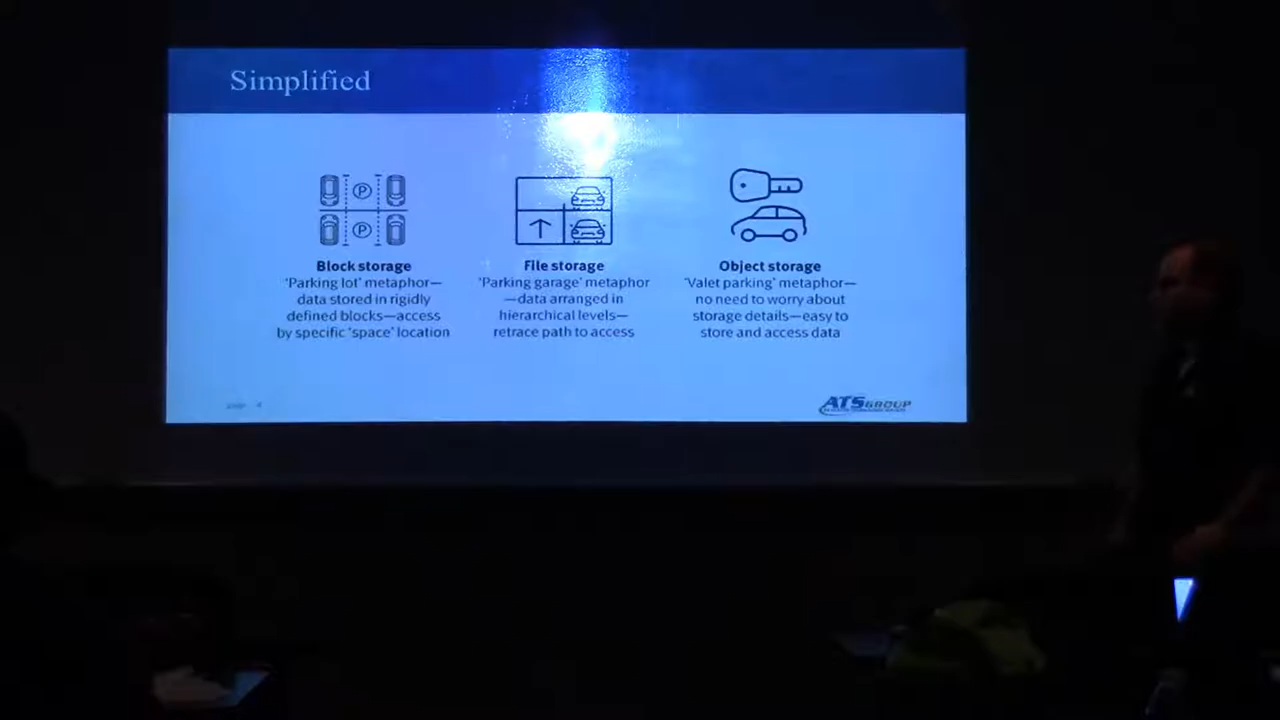 Simplified
P
P
Block storage
'Parking lot' metaphor—
data stored in rigidly
defined blocks—access
by specific 'space' location
File storage
'Parking garage' metaphor
—data arranged in
hierarchical levels—
retrace path to access
Object storage
'Valet parking' metaphor—
no need to worry about
storage details—easy to
store and access data
ATS GROUP